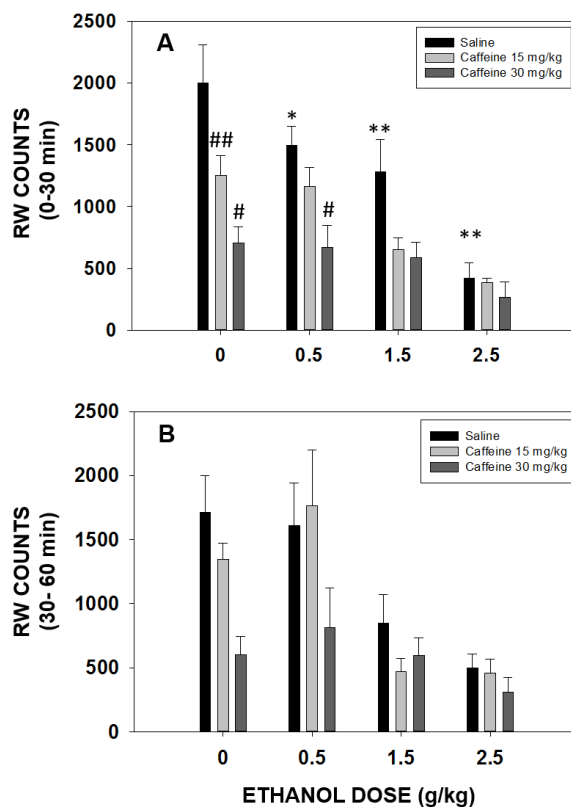 A
Saline
Caffeine 15 mg/kg
Caffeine 30 mg/kg
RW COUNTS
(0-30 min)
2500
2000
1500
1000
500
0
##
#
*
#
**
**
0 0.5 1.5 2.5
B
Saline
Caffeine 15 mg/kg
Caffeine 30 mg/kg
RW COUNTS
(30- 60 min)
2500
2000
1500
1000
500
0
0 0.5 1.5 2.5
ETHANOL DOSE (g/kg)